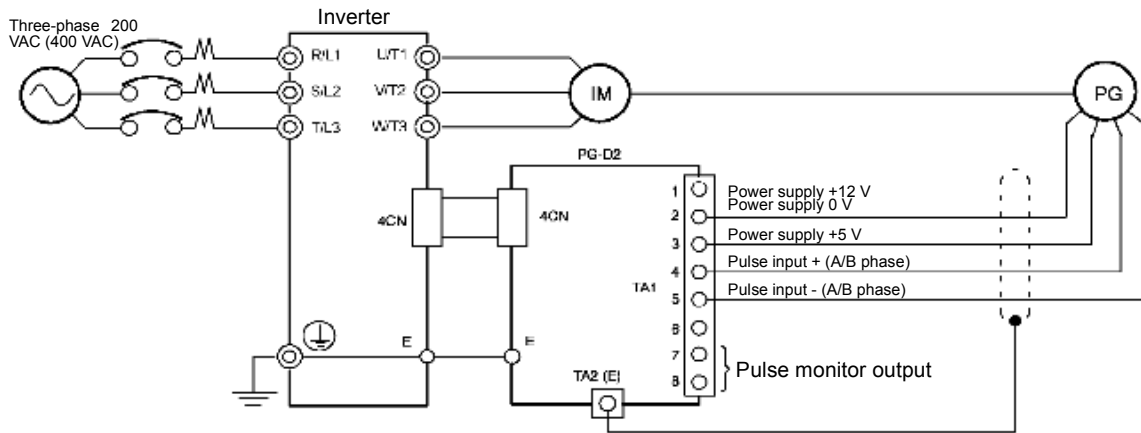 Three-phase 200
VAC (400 VAC)
Inverter
R/L1 U/T1
S/L2 V/T2
T/L3 W/T3
IM
PG
PG-D2
4CN
4CN
TA1
1 Power supply +12 V
2 Power supply 0 V
3 Power supply +5 V
4 Pulse input + (A/B phase)
5 Pulse input - (A/B phase)
6
7
8
Pulse monitor output
E
E
TA2 (E)